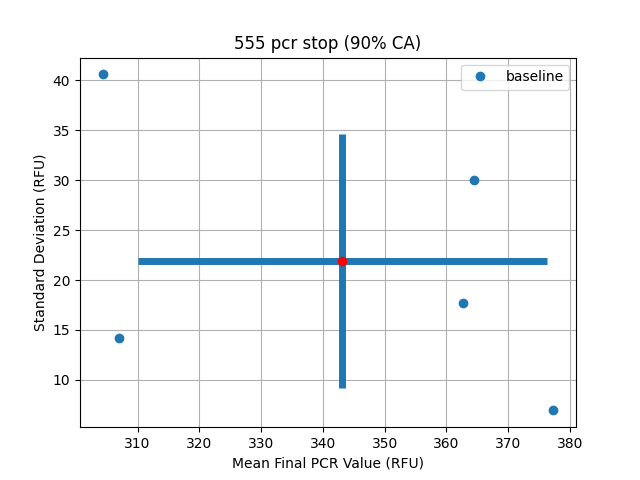 555 pcr stop (90% CA)
baseline
Standard Deviation (RFU)
40
35
30
25
20
15
10
310 320 330 340 350 360 370 380
Mean Final PCR Value (RFU)